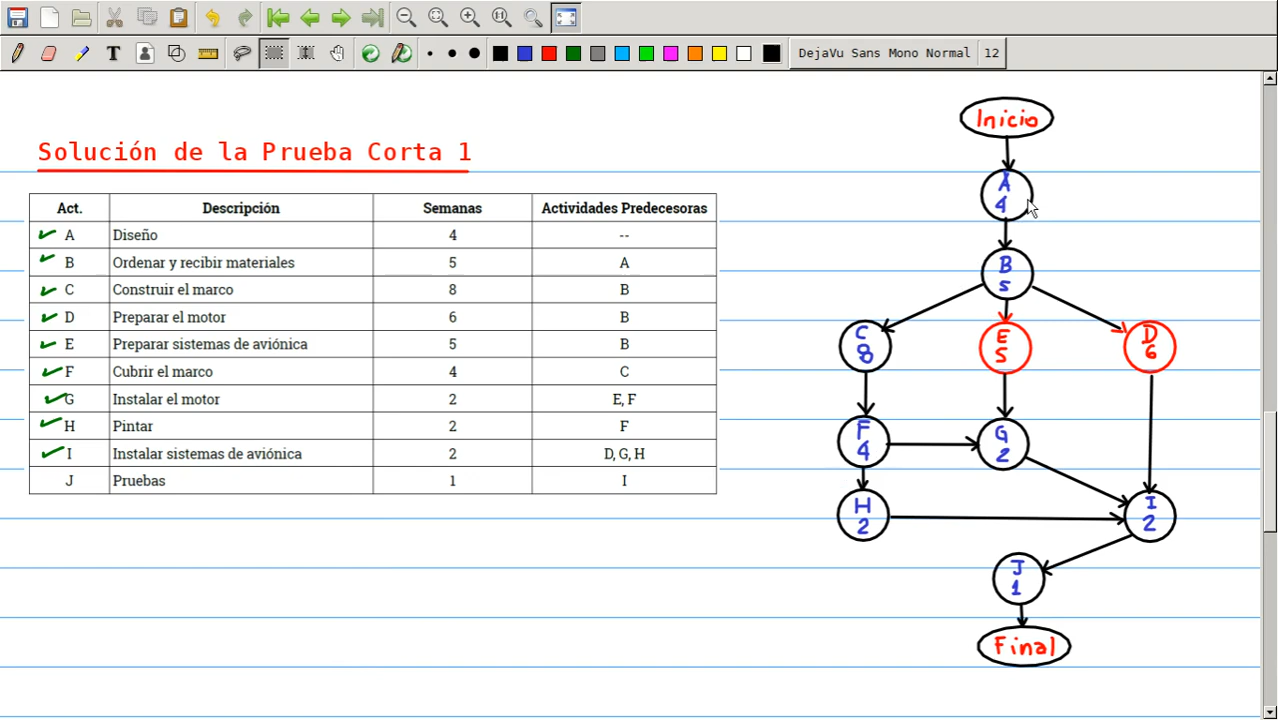 DejaVu Sans Mono Normal 12
Solución de la Prueba Corta 1
Act. Descripción Semanas Actividades Predecesoras
A Diseño 4 --
B Ordenar y recibir materiales 5 A
C Construir el marco 8 B
D Preparar el motor 6 B
E Preparar sistemas de aviónica 5 B
F Cubrir el marco 4 C
G Instalar el motor 2 E, F
H Pintar 2 F
I Instalar sistemas de aviónica 2 D, G, H
J Pruebas 1 I
Inicio
A
4
B
5
C
8
E
5
D
6
F
4
G
2
H
2
I
2
J
1
Final